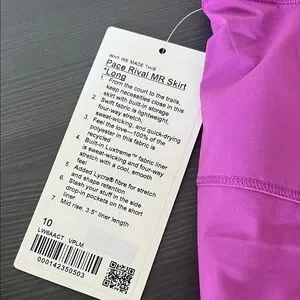 WHY WE MADE THIS
Pace Rival MR Skirt
*Long
1. From the court to the trails,
keep necessities close in this
skirt with built-in storage
2. Swift fabric is lightweight,
four-way stretch,
sweat-wicking, and quick-drying
3. Feel the love—100% of the
polyester in this fabric is
recycled
4. Built-in Luxtreme™ fabric liner
is sweat-wicking and four-way
stretch with a cool, smooth
feel
5. Added Lycra® fibre for stretch
and shape retention
6. Stash your stuff in the side
drop-in pockets on the short
liner
7. Mid rise, 3.5" liner length
10
LW8AACT VPLM
000142350503